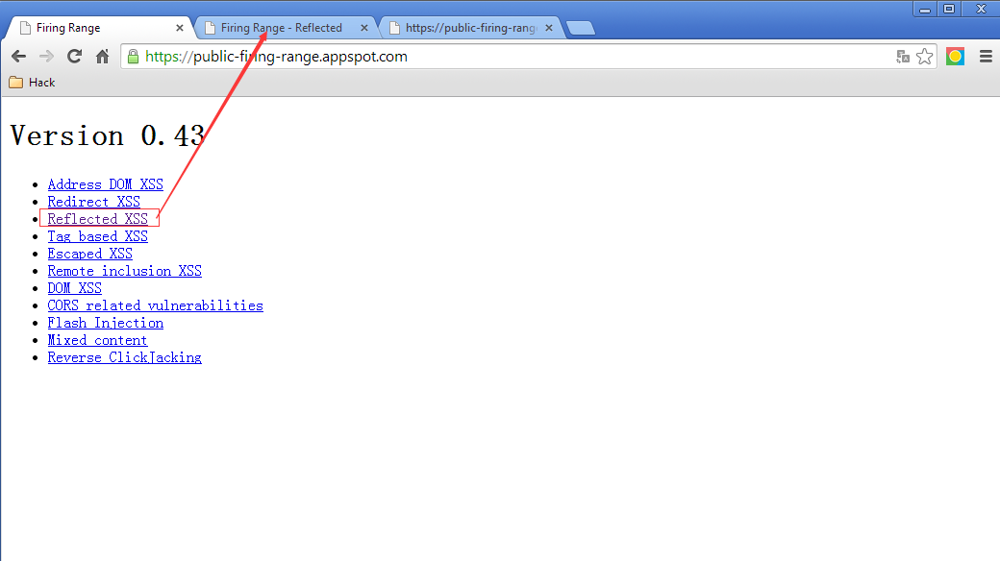 Firing Range
Firing Range - Reflected
https://public-firing-rang
https://public-firing-range.appspot.com
Hack
Version 0.43
Address DOM XSS
Redirect XSS
Reflected XSS
Tag based XSS
Escaped XSS
Remote inclusion XSS
DOM XSS
CORS related vulnerabilities
Flash Injection
Mixed content
Reverse ClickJacking